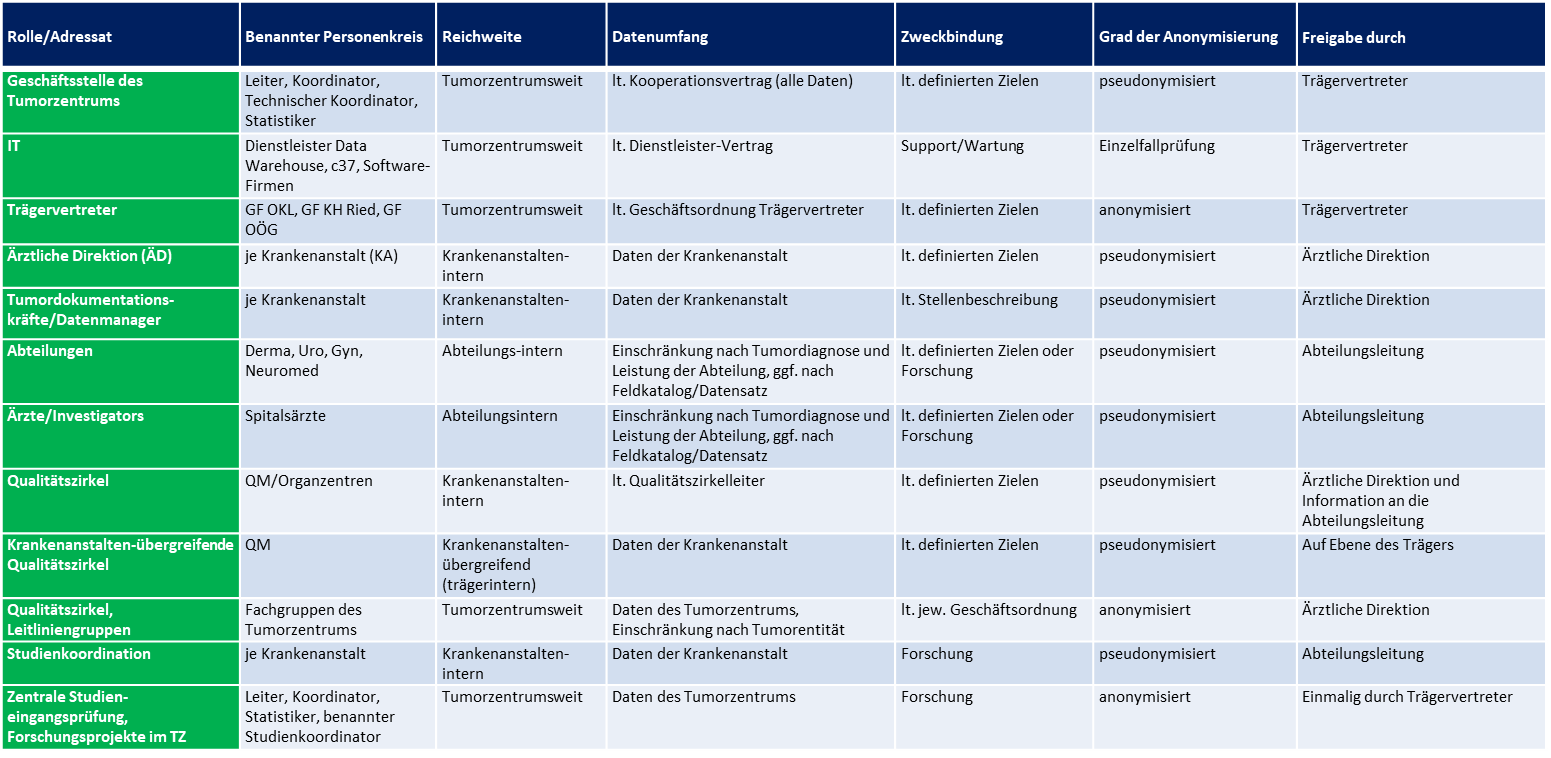 Rolle/Adressat
Benannter Personenkreis
Reichweite
Datenumfang
Zweckbindung
Grad der Anonymisierung
Freigabe durch
Geschäftsstelle des
Tumorzentrums
Leiter, Koordinator,
Technischer Koordinator,
Statistiker
Tumorzentrumsweit
lt. Kooperationsvertrag (alle Daten)
lt. definierten Zielen
pseudonymisiert
Trägervertreter
IT
Dienstleister Data
Warehouse, c37, Software-
Firmen
Tumorzentrumsweit
lt. Dienstleister-Vertrag
Support/Wartung
Einzelfallprüfung
Trägervertreter
Trägervertreter
GF OKL, GF KH Ried, GF
OÖG
Tumorzentrumsweit
lt. Geschäftsordnung Trägervertreter
lt. definierten Zielen
anonymisiert
Trägervertreter
Ärztliche Direktion (ÄD)
je Krankenanstalt (KA)
Krankenanstalten-
intern
Daten der Krankenanstalt
lt. definierten Zielen
pseudonymisiert
Ärztliche Direktion
Tumordokumentations-
kräfte/Datenmanager
je Krankenanstalt
Krankenanstalten-
intern
Daten der Krankenanstalt
lt. Stellenbeschreibung
pseudonymisiert
Ärztliche Direktion
Abteilungen
Derma, Uro, Gyn,
Neuromed
Abteilungs-intern
Einschränkung nach Tumordiagnose und
Leistung der Abteilung, ggf. nach
Feldkatalog/Datensatz
lt. definierten Zielen oder
Forschung
pseudonymisiert
Abteilungsleitung
Ärzte/Investigators
Spitalsärzte
Abteilungsintern
Einschränkung nach Tumordiagnose und
Leistung der Abteilung, ggf. nach
Feldkatalog/Datensatz
lt. definierten Zielen oder
Forschung
pseudonymisiert
Abteilungsleitung
Qualitätszirkel
QM/Organzentren
Krankenanstalten-
intern
lt. Qualitätszirkelleiter
lt. definierten Zielen
pseudonymisiert
Ärztliche Direktion und
Information an die
Abteilungsleitung
Krankenanstalten-übergreifende
Qualitätszirkel
QM
Krankenanstalten-
übergreifend
(trägerintern)
Daten der Krankenanstalt
lt. definierten Zielen
pseudonymisiert
Auf Ebene des Trägers
Qualitätszirkel,
Leitliniengruppen
Fachgruppen des
Tumorzentrums
Tumorzentrumsweit
Daten des Tumorzentrums,
Einschränkung nach Tumorentität
lt. jew. Geschäftsordnung
anonymisiert
Ärztliche Direktion
Studienkoordination
je Krankenanstalt
Krankenanstalten-
intern
Daten der Krankenanstalt
Forschung
pseudonymisiert
Abteilungsleitung
Zentrale Studien-
eingangsprüfung,
Forschungsprojekte im TZ
Leiter, Koordinator,
Statistiker, benannter
Studienkoordinator
Tumorzentrumsweit
Daten des Tumorzentrums
Forschung
anonymisiert
Einmalig durch Trägervertreter